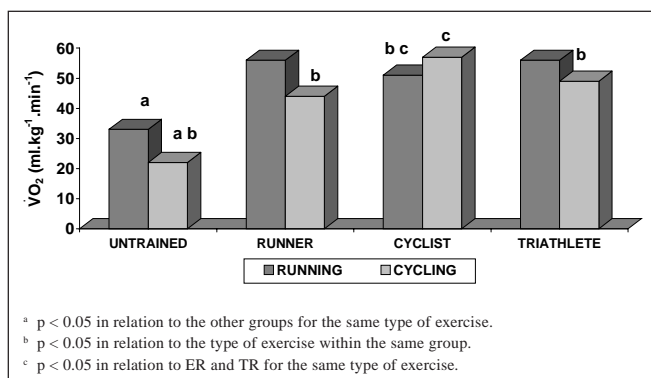 60
50
40
30
20
10
0
V̇O₂ (ml.kg⁻¹.min⁻¹)
a
a b
b
b c
c
b
UNTRAINED RUNNER CYCLIST TRIATHLETE
RUNNING CYCLING
ᵃ p < 0.05 in relation to the other groups for the same type of exercise.
ᵇ p < 0.05 in relation to the type of exercise within the same group.
ᶜ p < 0.05 in relation to ER and TR for the same type of exercise.